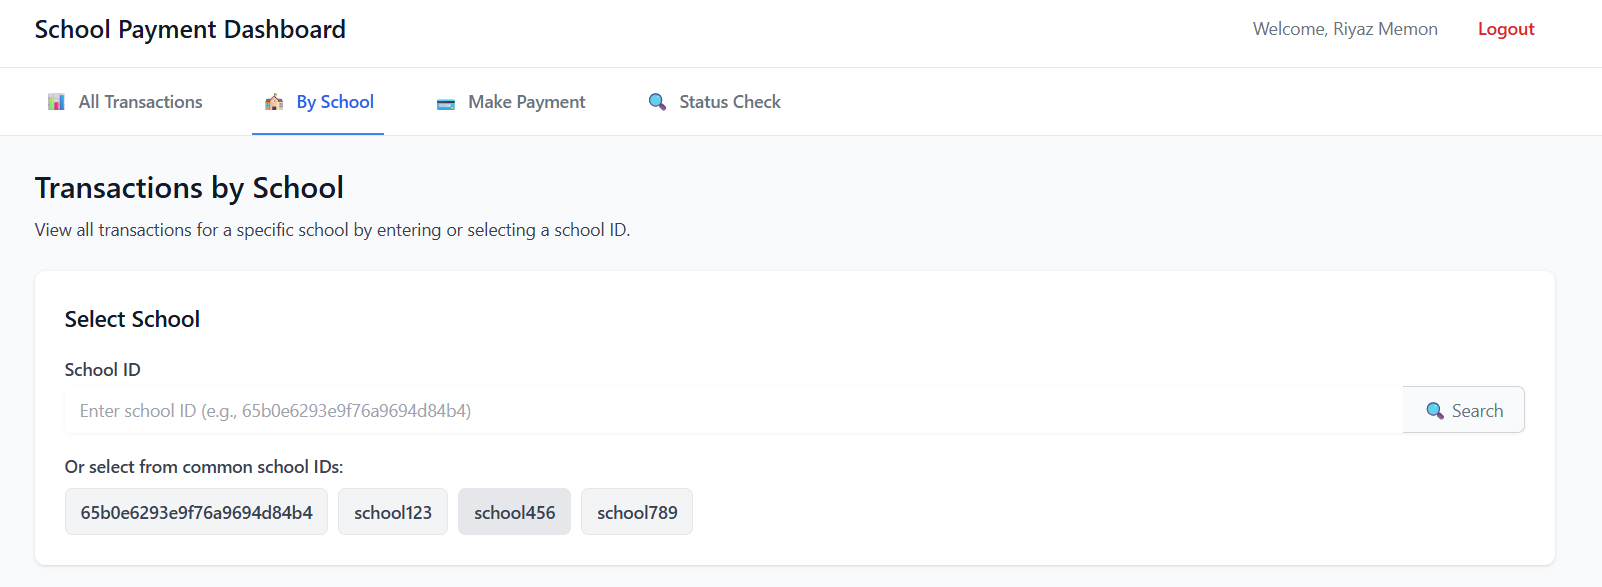 School Payment Dashboard
Welcome, Riyaz Memon Logout
All Transactions By School Make Payment Status Check
Transactions by School
View all transactions for a specific school by entering or selecting a school ID.
Select School
School ID
Enter school ID (e.g., 65b0e6293e9f76a9694d84b4) Search
Or select from common school IDs:
65b0e6293e9f76a9694d84b4 school123 school456 school789